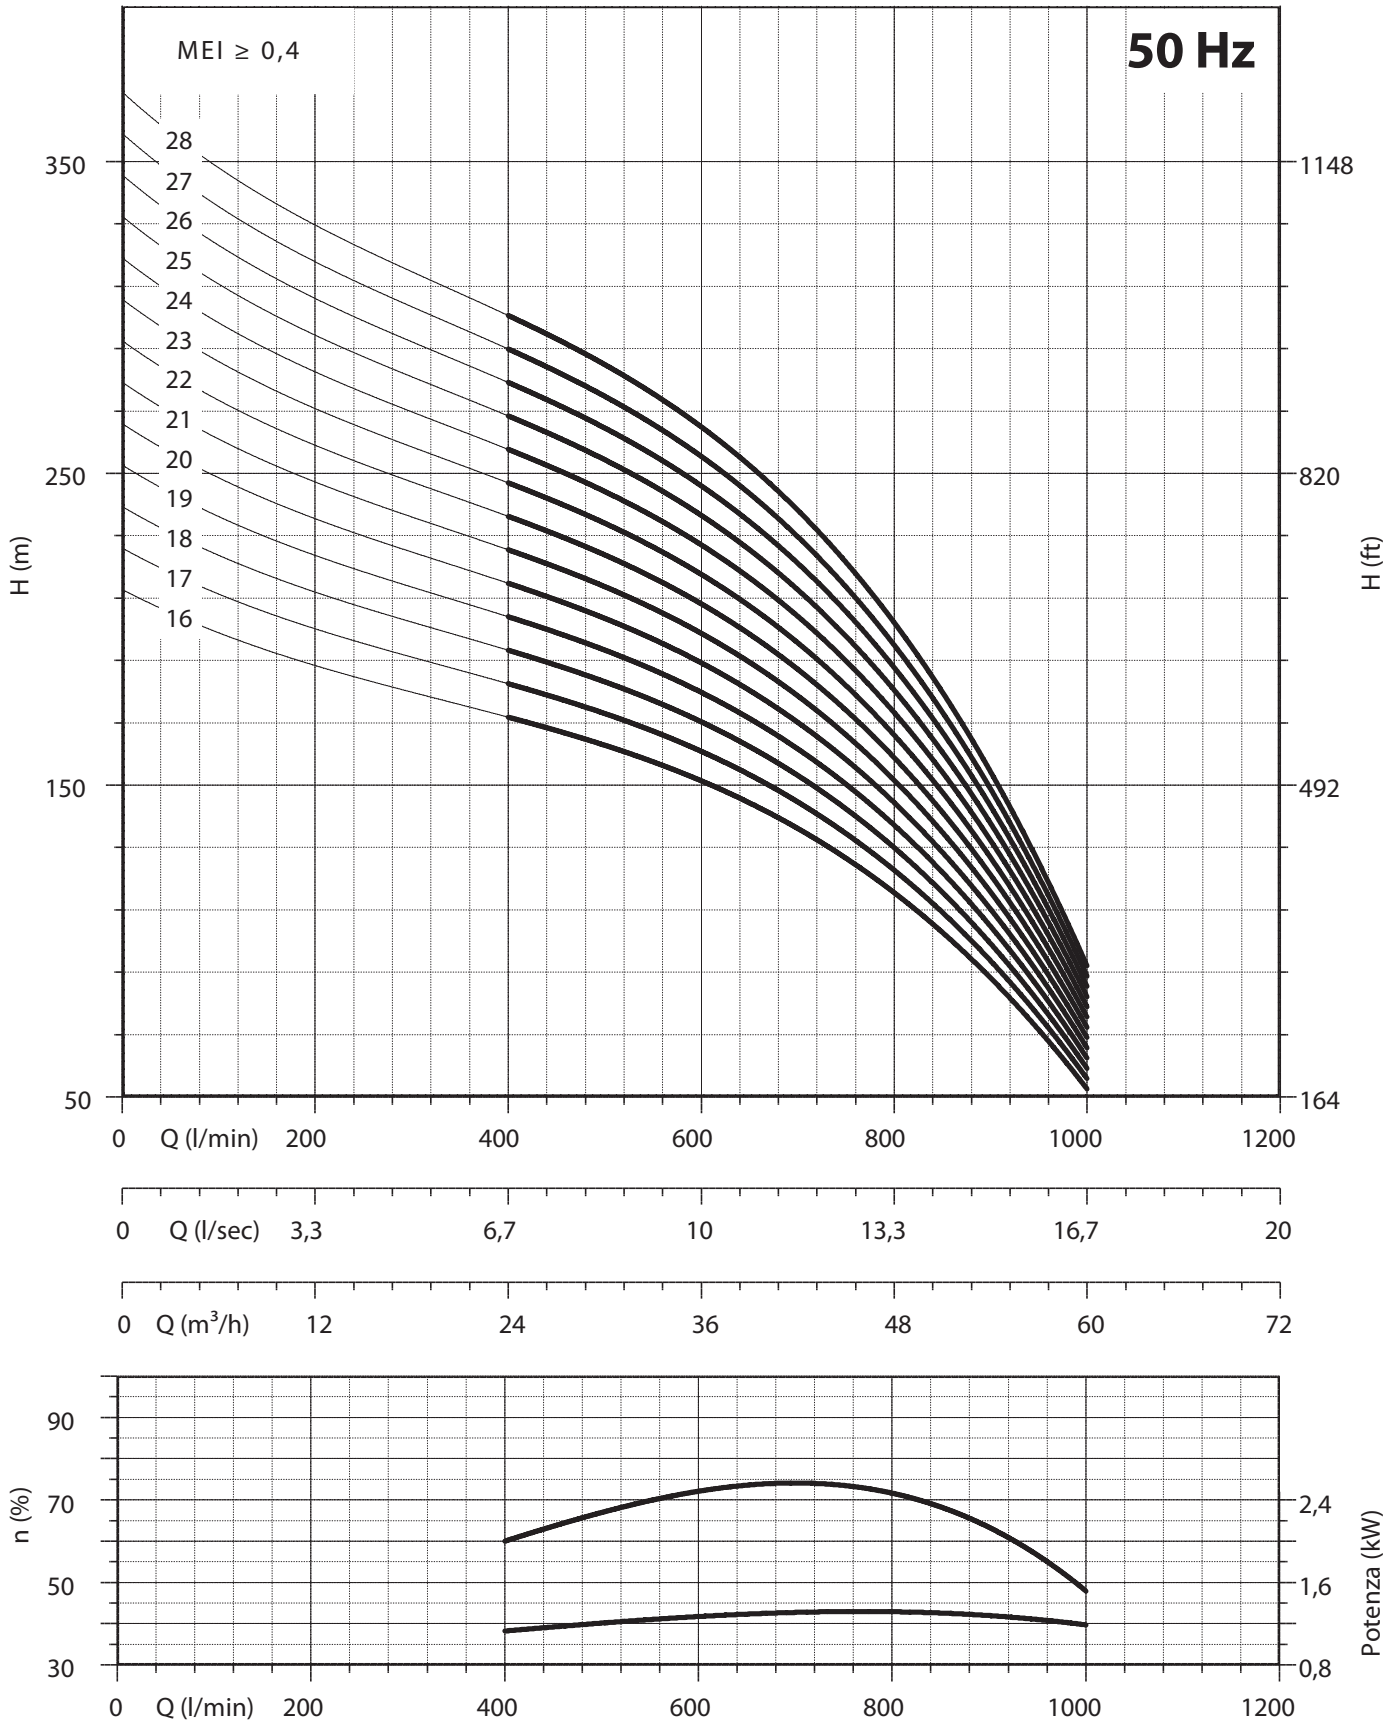 MEI ≥ 0,4
50 Hz
28
350
1148
27
26
25
24
23
22
21
20
250
820
19
18
H (m)
H (ft)
17
16
150
492
50
164
0 Q (l/min) 200 400 600 800 1000 1200
0 Q (l/sec) 3,3 6,7 10 13,3 16,7 20
0 Q (m³/h) 12 24 36 48 60 72
90
70
2,4
n (%)
Potenza (kW)
50
1,6
30
0,8
0 Q (l/min) 200 400 600 800 1000 1200